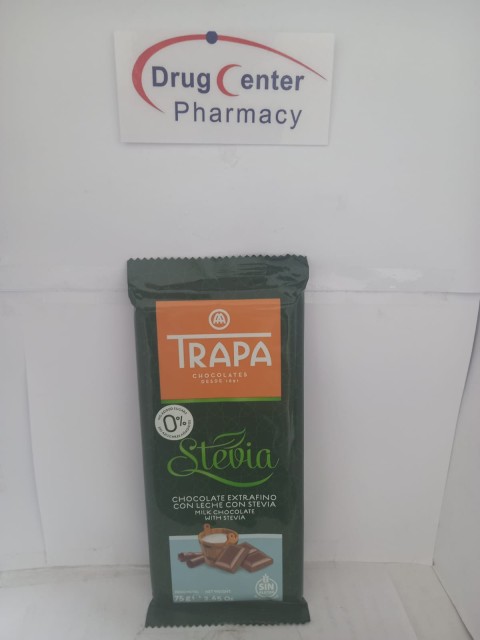 Drug Center
Pharmacy
TRAPA
CHOCOLATES
DESDE 1891
0%
Stevia
CHOCOLATE EXTRAFINO
CON LECHE CON STEVIA
MILK CHOCOLATE
WITH STEVIA
75g
SIN